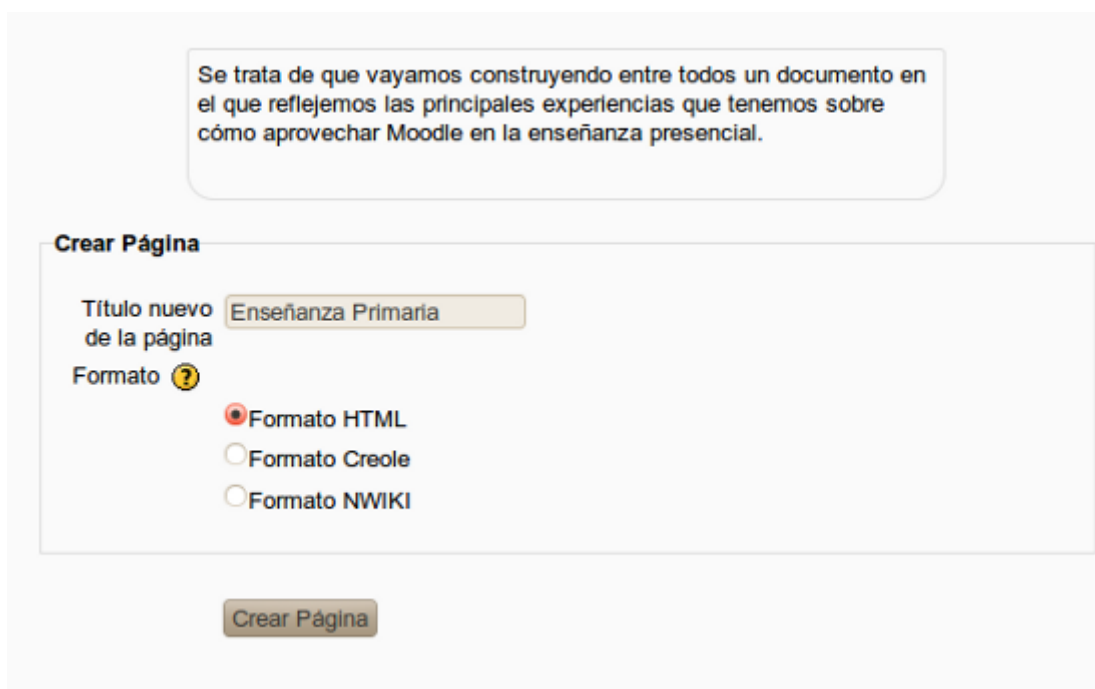 Se trata de que vayamos construyendo entre todos un documento en
el que reflejemos las principales experiencias que tenemos sobre
cómo aprovechar Moodle en la enseñanza presencial.
Crear Página
Título nuevo
de la página
Enseñanza Primaria
Formato ?
Formato HTML
Formato Creole
Formato NWIKI
Crear Página